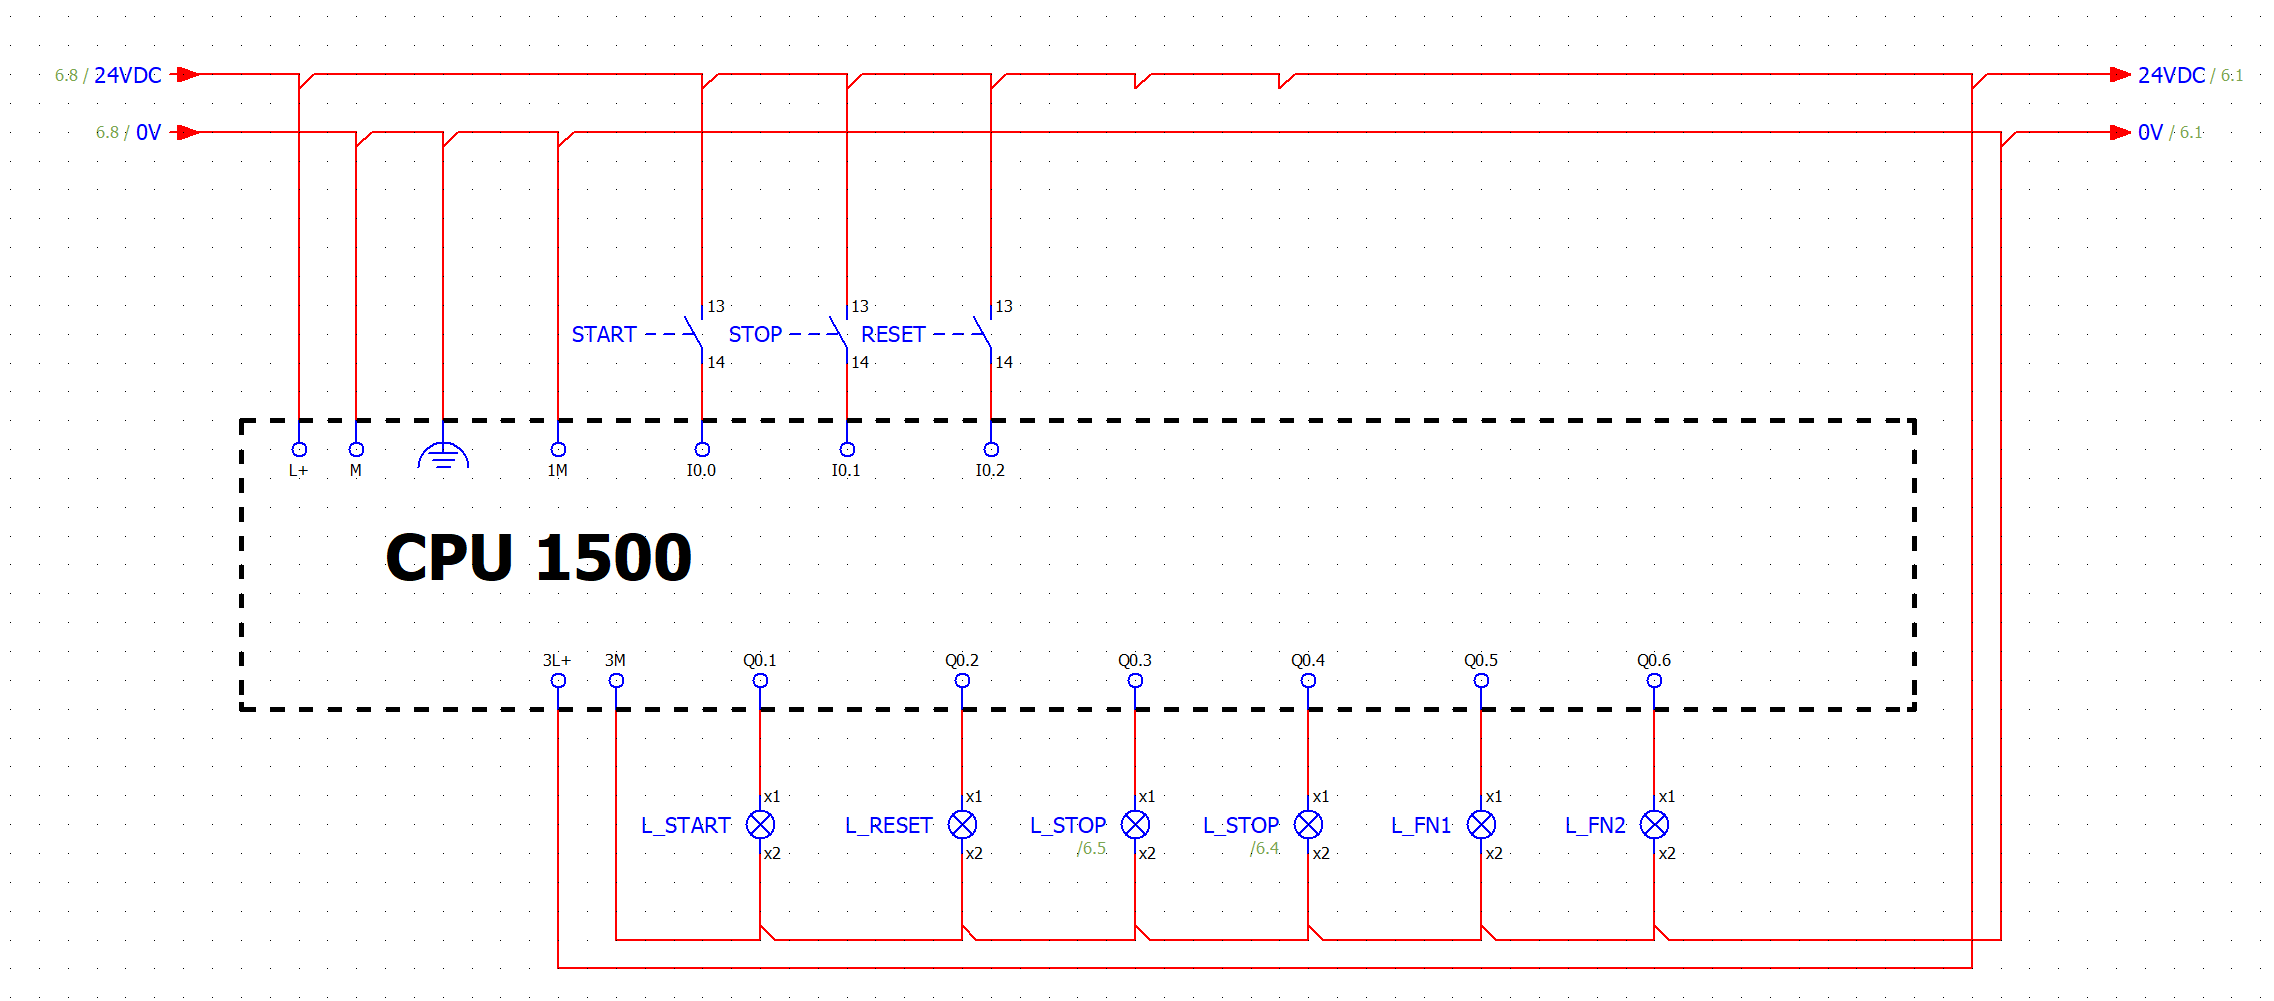 6.8 / 24VDC
24VDC / 6.1
6.8 / 0V
0V / 6.1
13 13 13
START STOP RESET
14 14 14
L+ M 1M I0.0 I0.1 I0.2
CPU 1500
3L+ 3M Q0.1 Q0.2 Q0.3 Q0.4 Q0.5 Q0.6
x1 x1 x1 x1 x1 x1
L_START L_RESET L_STOP L_STOP L_FN1 L_FN2
/6.5 /6.4
x2 x2 x2 x2 x2 x2